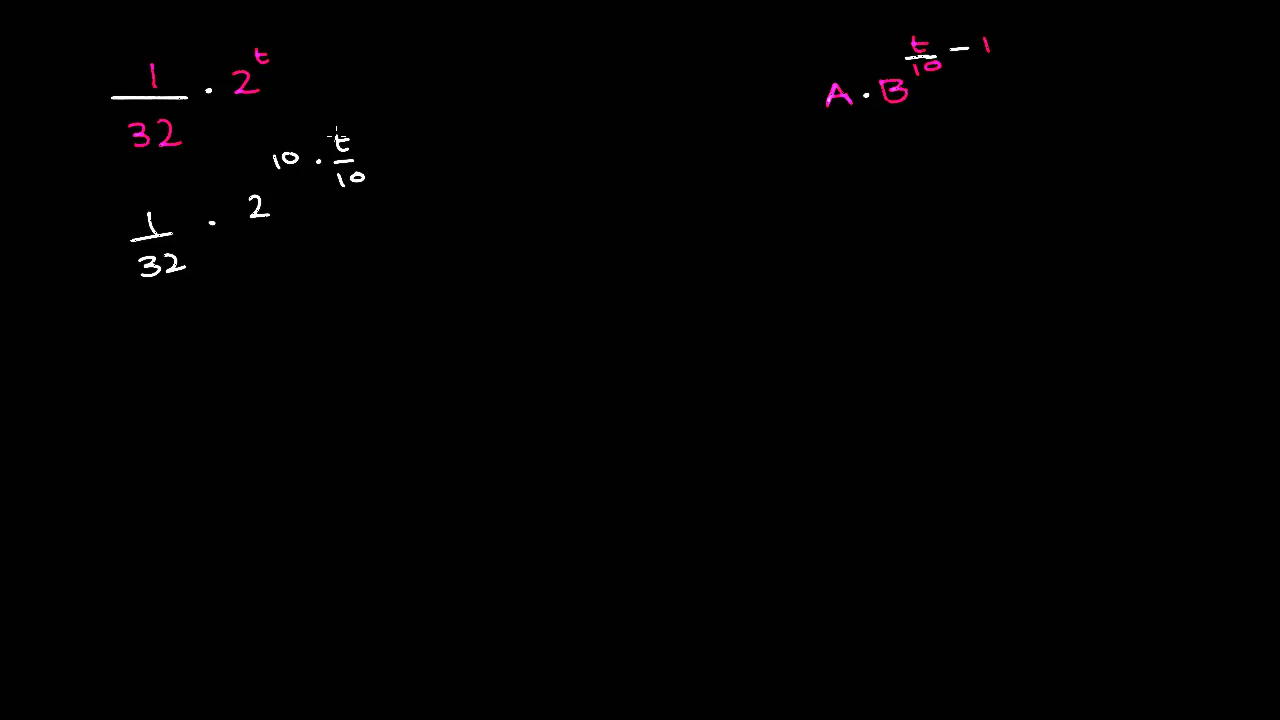 1/32 · 2^t
A · B^(t/10 − 1)
1/32 · 2^(10 · t/10)